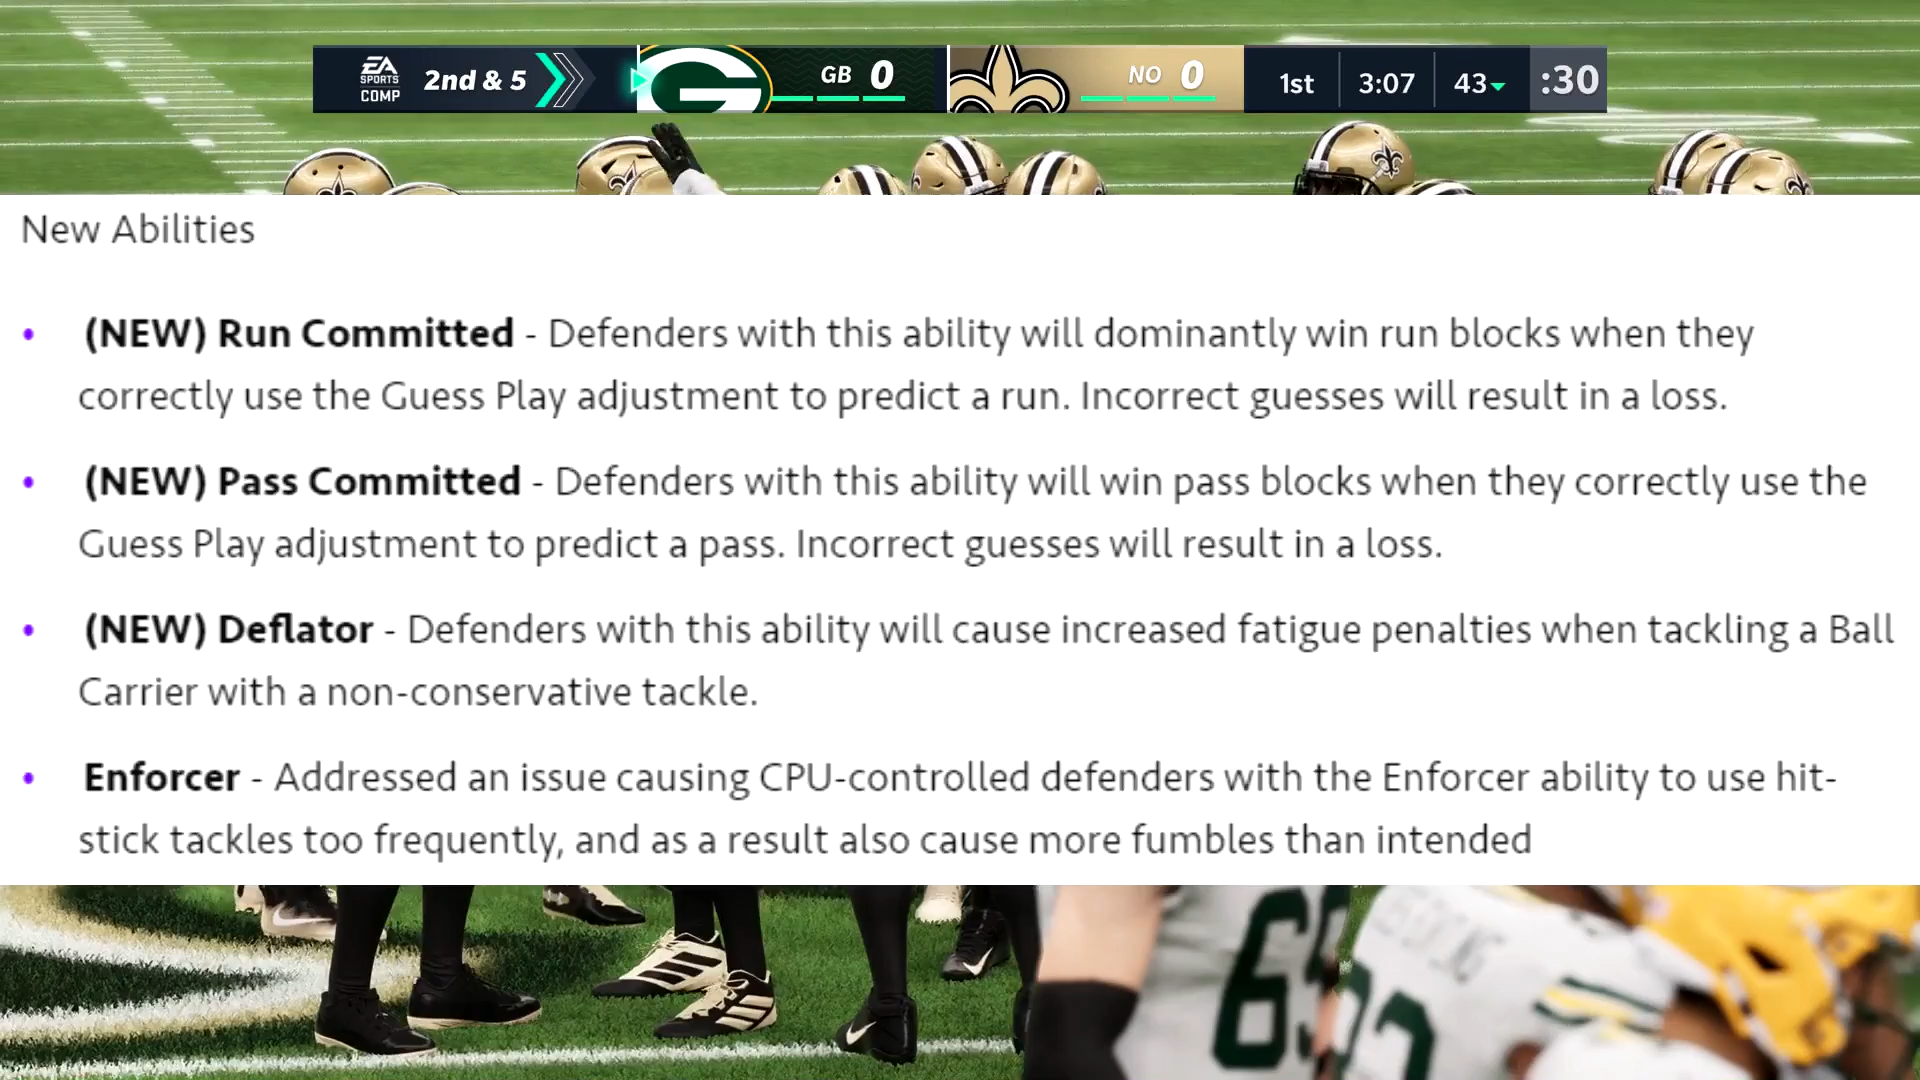 EA SPORTS COMP 2nd & 5 GB 0 NO 0 1st 3:07 43 :30
New Abilities
• (NEW) Run Committed - Defenders with this ability will dominantly win run blocks when they
correctly use the Guess Play adjustment to predict a run. Incorrect guesses will result in a loss.
• (NEW) Pass Committed - Defenders with this ability will win pass blocks when they correctly use the
Guess Play adjustment to predict a pass. Incorrect guesses will result in a loss.
• (NEW) Deflator - Defenders with this ability will cause increased fatigue penalties when tackling a Ball
Carrier with a non-conservative tackle.
• Enforcer - Addressed an issue causing CPU-controlled defenders with the Enforcer ability to use hit-
stick tackles too frequently, and as a result also cause more fumbles than intended